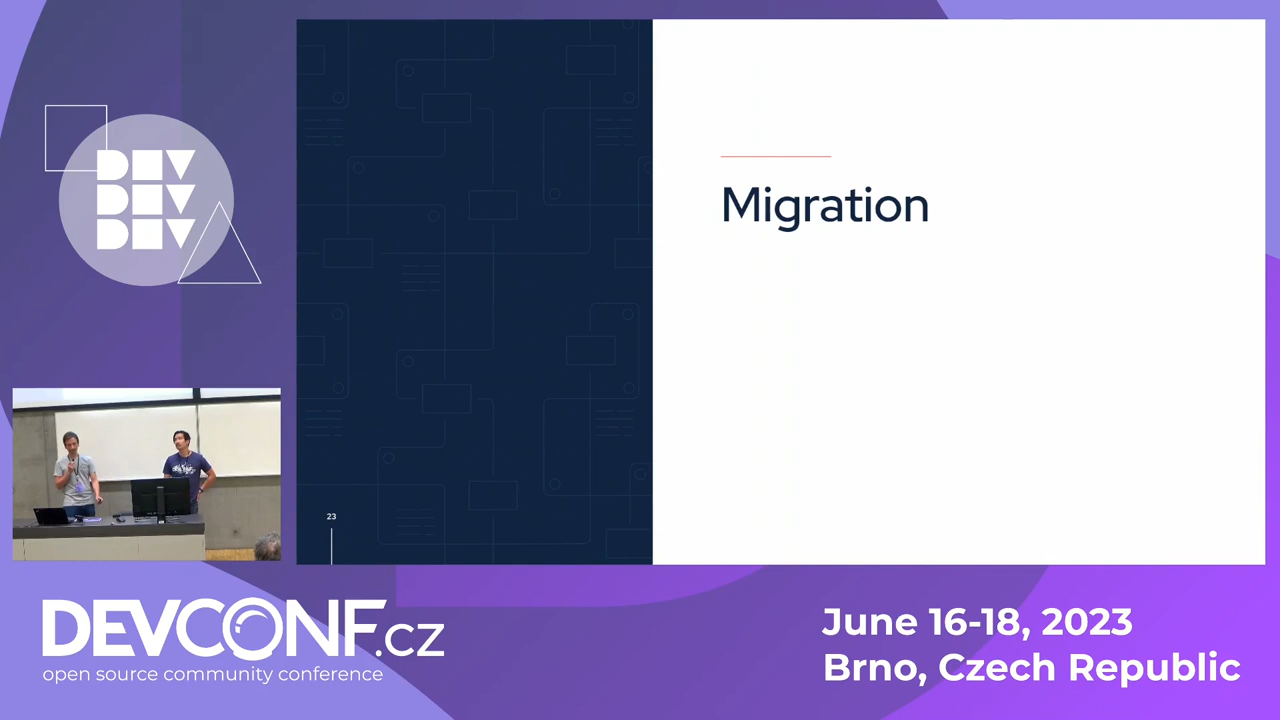 DEV
DEV
DEV
Migration
23
DEVCONF.cz
open source community conference
June 16-18, 2023
Brno, Czech Republic